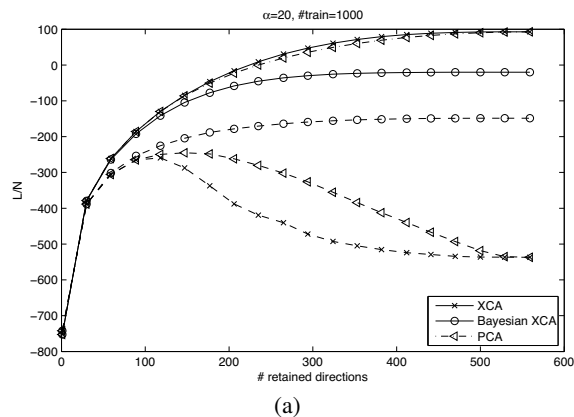 α=20, #train=1000
100
0
−100
−200
−300
−400
−500
−600
−700
−800
L/N
0
100
200
300
400
500
600
# retained directions
XCA
Bayesian XCA
PCA
(a)